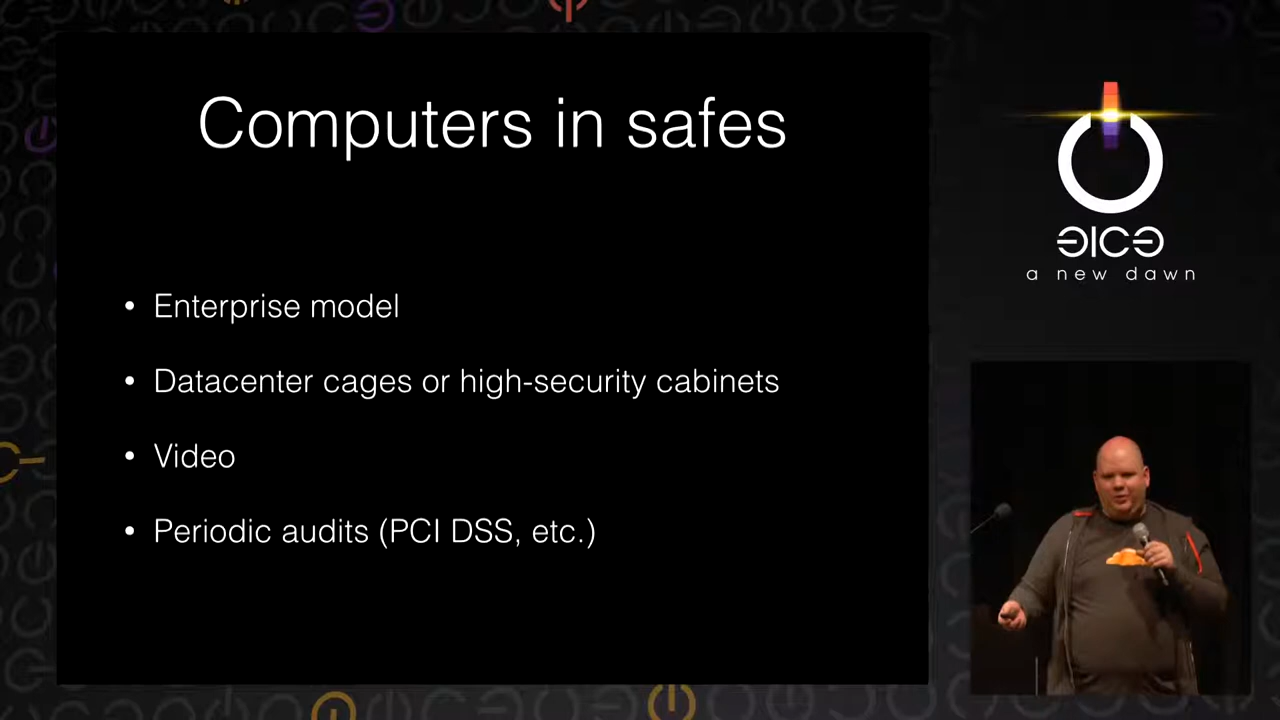 Computers in safes
• Enterprise model
• Datacenter cages or high-security cabinets
• Video
• Periodic audits (PCI DSS, etc.)
ƎICƎ
a new dawn